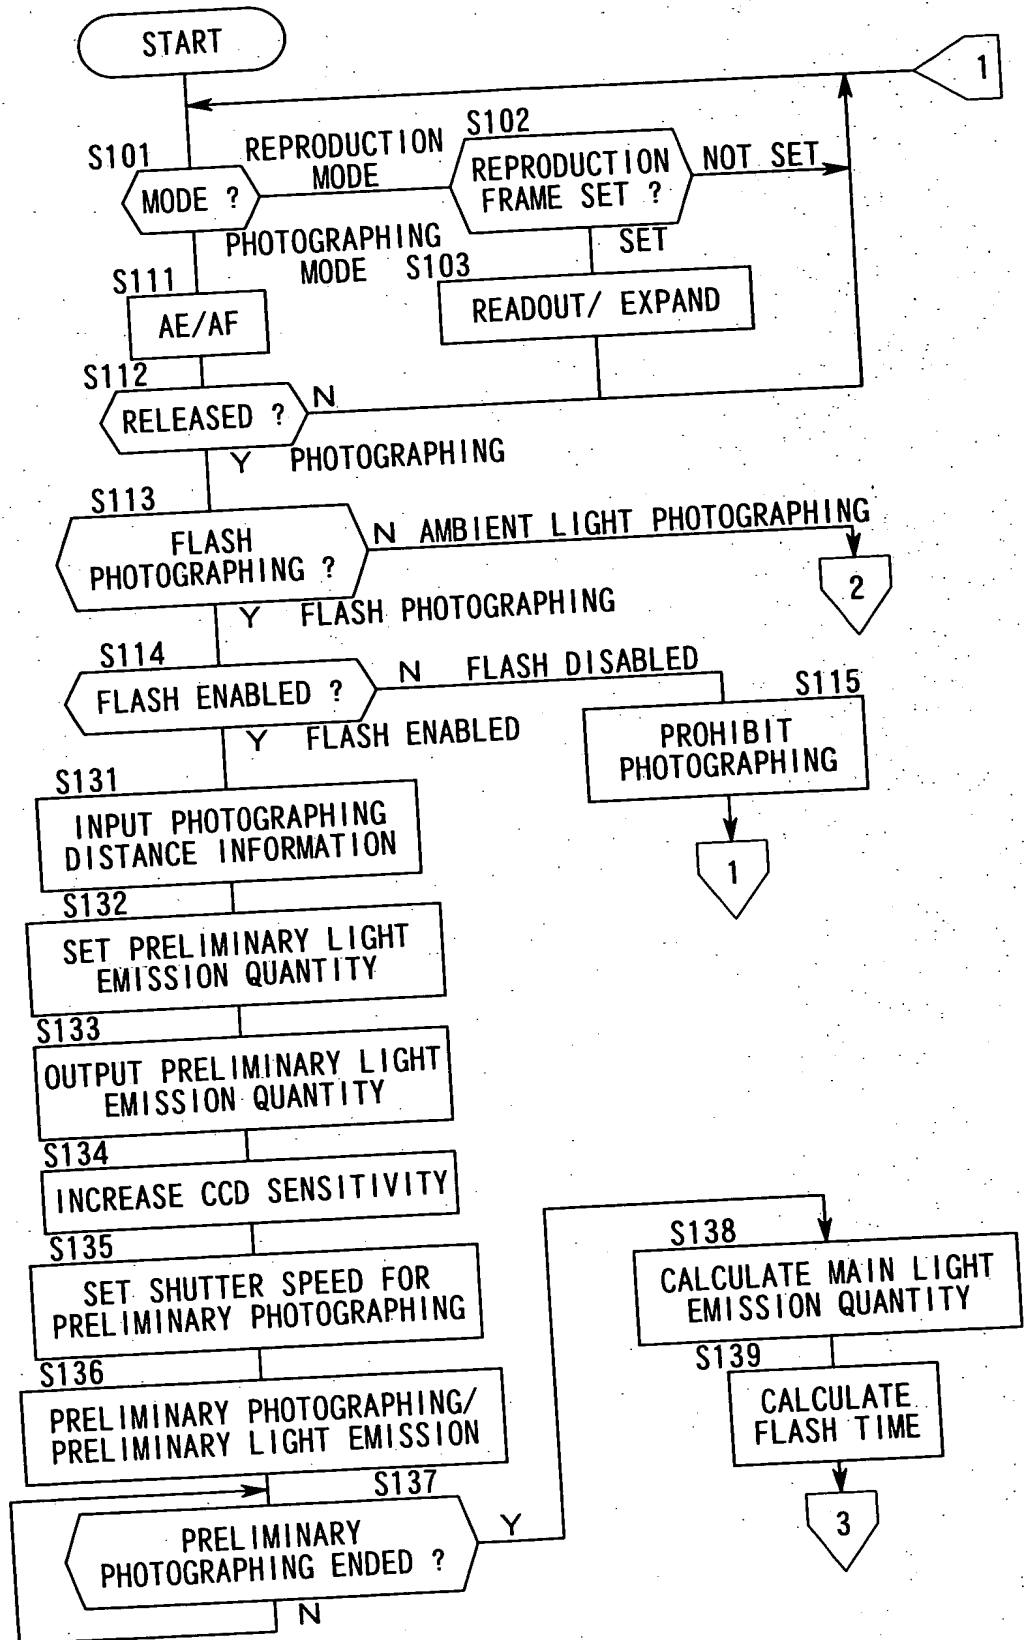 START
1
S101
MODE ?
REPRODUCTION
MODE
S102
REPRODUCTION
FRAME SET ?
NOT SET
SET
PHOTOGRAPHING
MODE
S103
READOUT/ EXPAND
S111
AE/AF
S112
RELEASED ?
N
Y PHOTOGRAPHING
S113
FLASH
PHOTOGRAPHING ?
N AMBIENT LIGHT PHOTOGRAPHING
2
Y FLASH PHOTOGRAPHING
S114
FLASH ENABLED ?
N FLASH DISABLED
S115
PROHIBIT
PHOTOGRAPHING
1
Y FLASH ENABLED
S131
INPUT PHOTOGRAPHING
DISTANCE INFORMATION
S132
SET PRELIMINARY LIGHT
EMISSION QUANTITY
S133
OUTPUT PRELIMINARY LIGHT
EMISSION QUANTITY
S134
INCREASE CCD SENSITIVITY
S135
SET SHUTTER SPEED FOR
PRELIMINARY PHOTOGRAPHING
S136
PRELIMINARY PHOTOGRAPHING/
PRELIMINARY LIGHT EMISSION
S137
PRELIMINARY
PHOTOGRAPHING ENDED ?
Y
N
S138
CALCULATE MAIN LIGHT
EMISSION QUANTITY
S139
CALCULATE
FLASH TIME
3